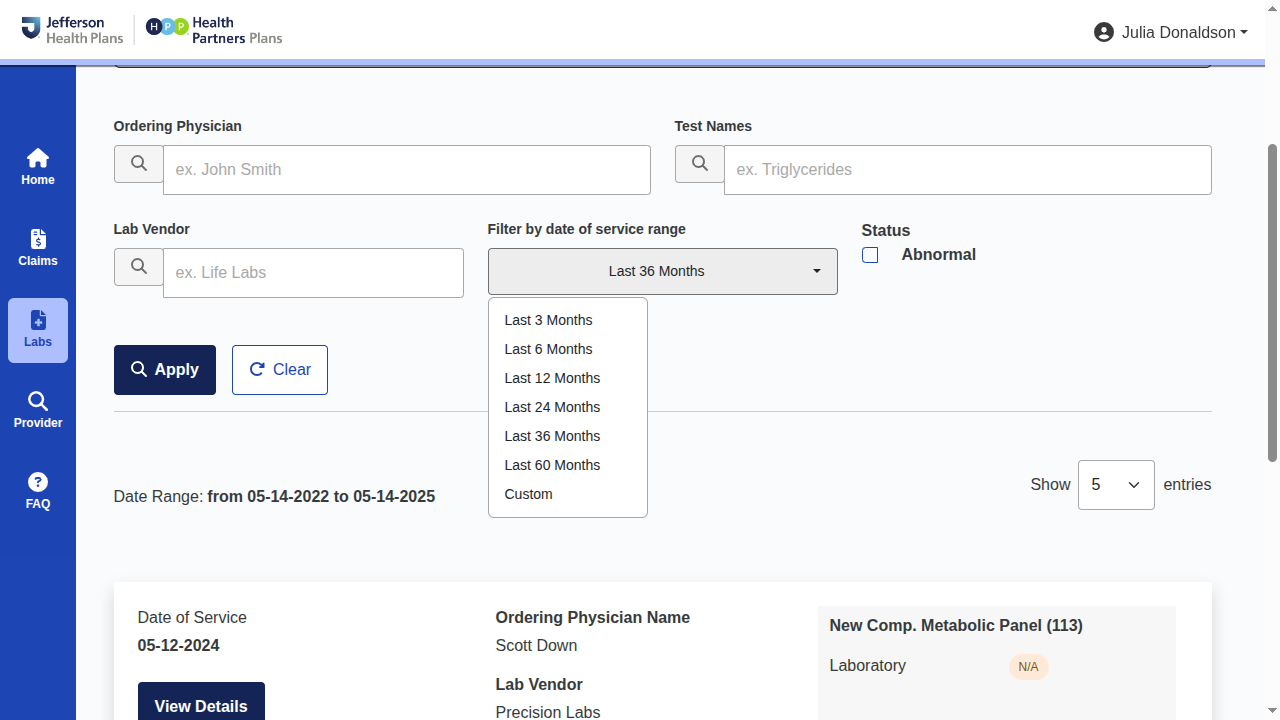 Jefferson
Health Plans
HPP
Health
Partners Plans
Julia Donaldson
Home
Claims
Labs
Provider
FAQ
Ordering Physician
ex. John Smith
Test Names
ex. Triglycerides
Lab Vendor
ex. Life Labs
Filter by date of service range
Last 36 Months
Last 3 Months
Last 6 Months
Last 12 Months
Last 24 Months
Last 36 Months
Last 60 Months
Custom
Status
Abnormal
Apply
Clear
Date Range: from 05-14-2022 to 05-14-2025
Show 5 entries
Date of Service
05-12-2024
View Details
Ordering Physician Name
Scott Down
Lab Vendor
Precision Labs
New Comp. Metabolic Panel (113)
Laboratory N/A